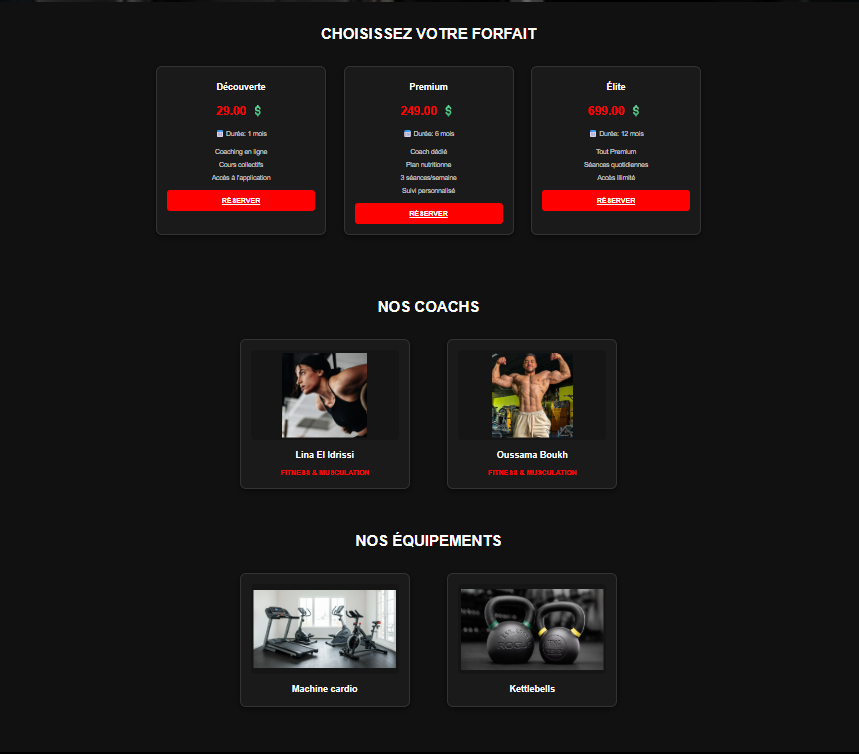 CHOISISSEZ VOTRE FORFAIT
Découverte
29.00 $
Durée: 1 mois
Coaching en ligne
Cours collectifs
Accès à l'application
RÉSERVER
Premium
249.00 $
Durée: 6 mois
Coach dédié
Plan nutritionne
3 séances/semaine
Suivi personnalisé
RÉSERVER
Élite
699.00 $
Durée: 12 mois
Tout Premium
Séances quotidiennes
Accès illimité
RÉSERVER
NOS COACHS
Lina El Idrissi
FITNESS & MUSCULATION
Oussama Boukh
FITNESS & MUSCULATION
NOS ÉQUIPEMENTS
ROGUE
Machine cardio
Kettlebells